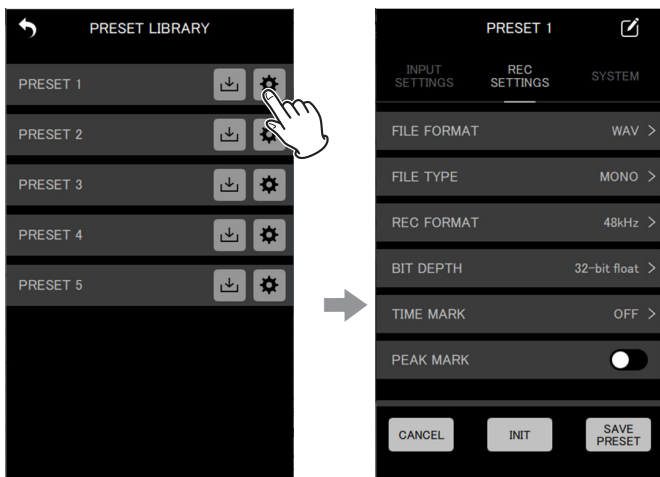 PRESET LIBRARY
PRESET 1
PRESET 2
PRESET 3
PRESET 4
PRESET 5
PRESET 1
INPUT
SETTINGS
REC
SETTINGS
SYSTEM
FILE FORMAT WAV >
FILE TYPE MONO >
REC FORMAT 48kHz >
BIT DEPTH 32-bit float >
TIME MARK OFF >
PEAK MARK
CANCEL
INIT
SAVE
PRESET